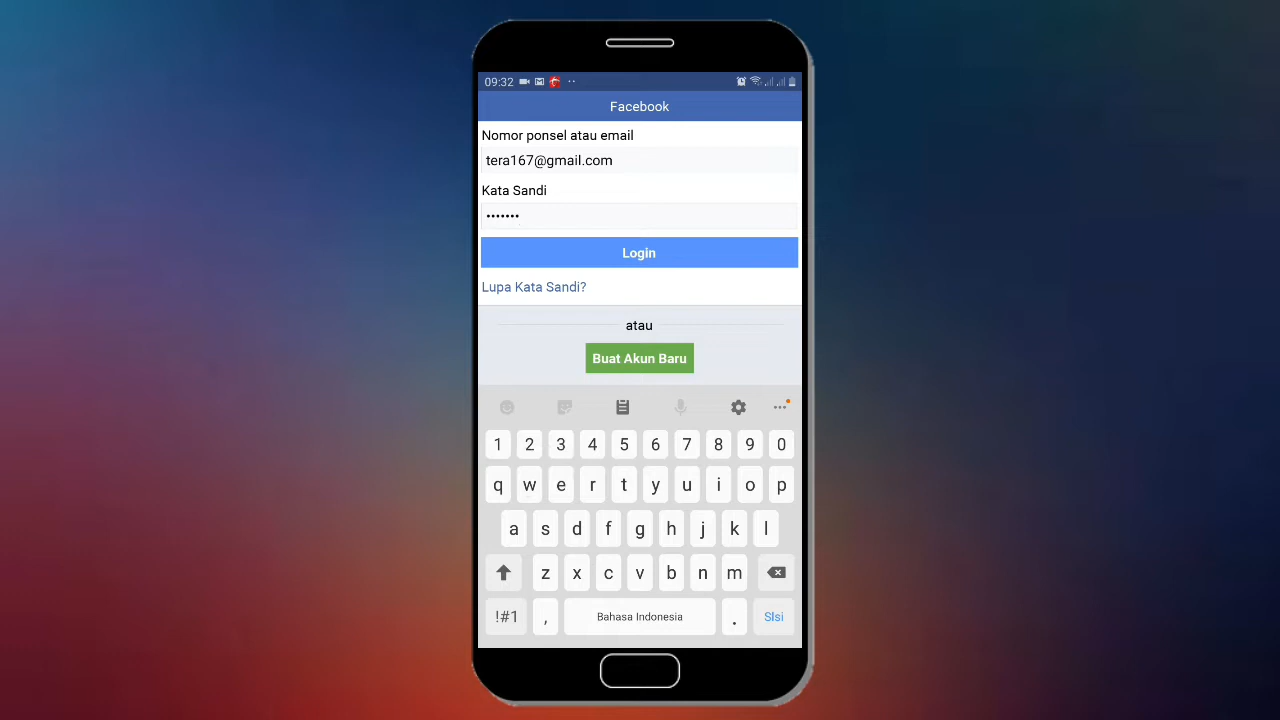 09:32
Facebook
Nomor ponsel atau email
tera167@gmail.com
Kata Sandi
•••••••
Login
Lupa Kata Sandi?
atau
Buat Akun Baru
1 2 3 4 5 6 7 8 9 0
q w e r t y u i o p
a s d f g h j k l
z x c v b n m
!#1 , Bahasa Indonesia . Slsi